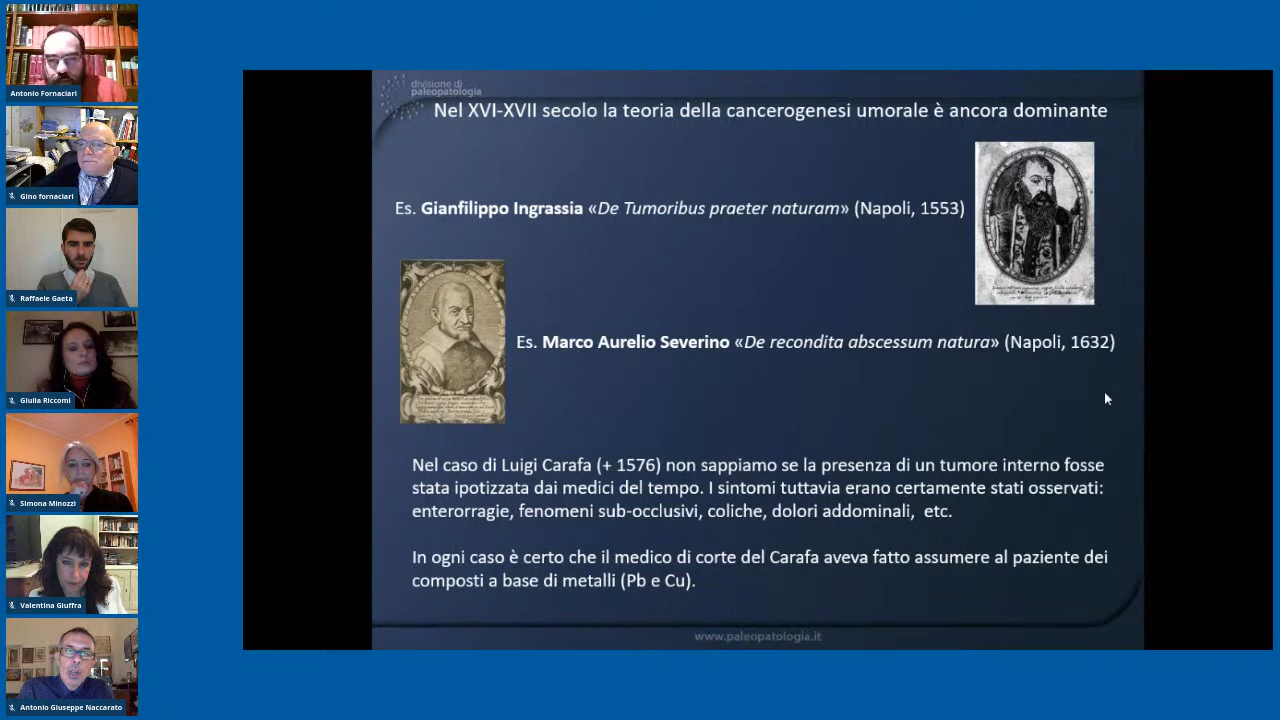 Antonio Fornaciari
Gino fornaciari
Raffaele Gaeta
Giulia Riccomi
Simona Minozzi
Valentina Giuffra
Antonio Giuseppe Naccarato
divisione di
paleopatologia
Nel XVI-XVII secolo la teoria della cancerogenesi umorale è ancora dominante
Es. Gianfilippo Ingrassia «De Tumoribus praeter naturam» (Napoli, 1553)
Es. Marco Aurelio Severino «De recondita abscessum natura» (Napoli, 1632)
Nel caso di Luigi Carafa (+ 1576) non sappiamo se la presenza di un tumore interno fosse
stata ipotizzata dai medici del tempo. I sintomi tuttavia erano certamente stati osservati:
enterorragie, fenomeni sub-occlusivi, coliche, dolori addominali, etc.
In ogni caso è certo che il medico di corte del Carafa aveva fatto assumere al paziente dei
composti a base di metalli (Pb e Cu).
www.paleopatologia.it